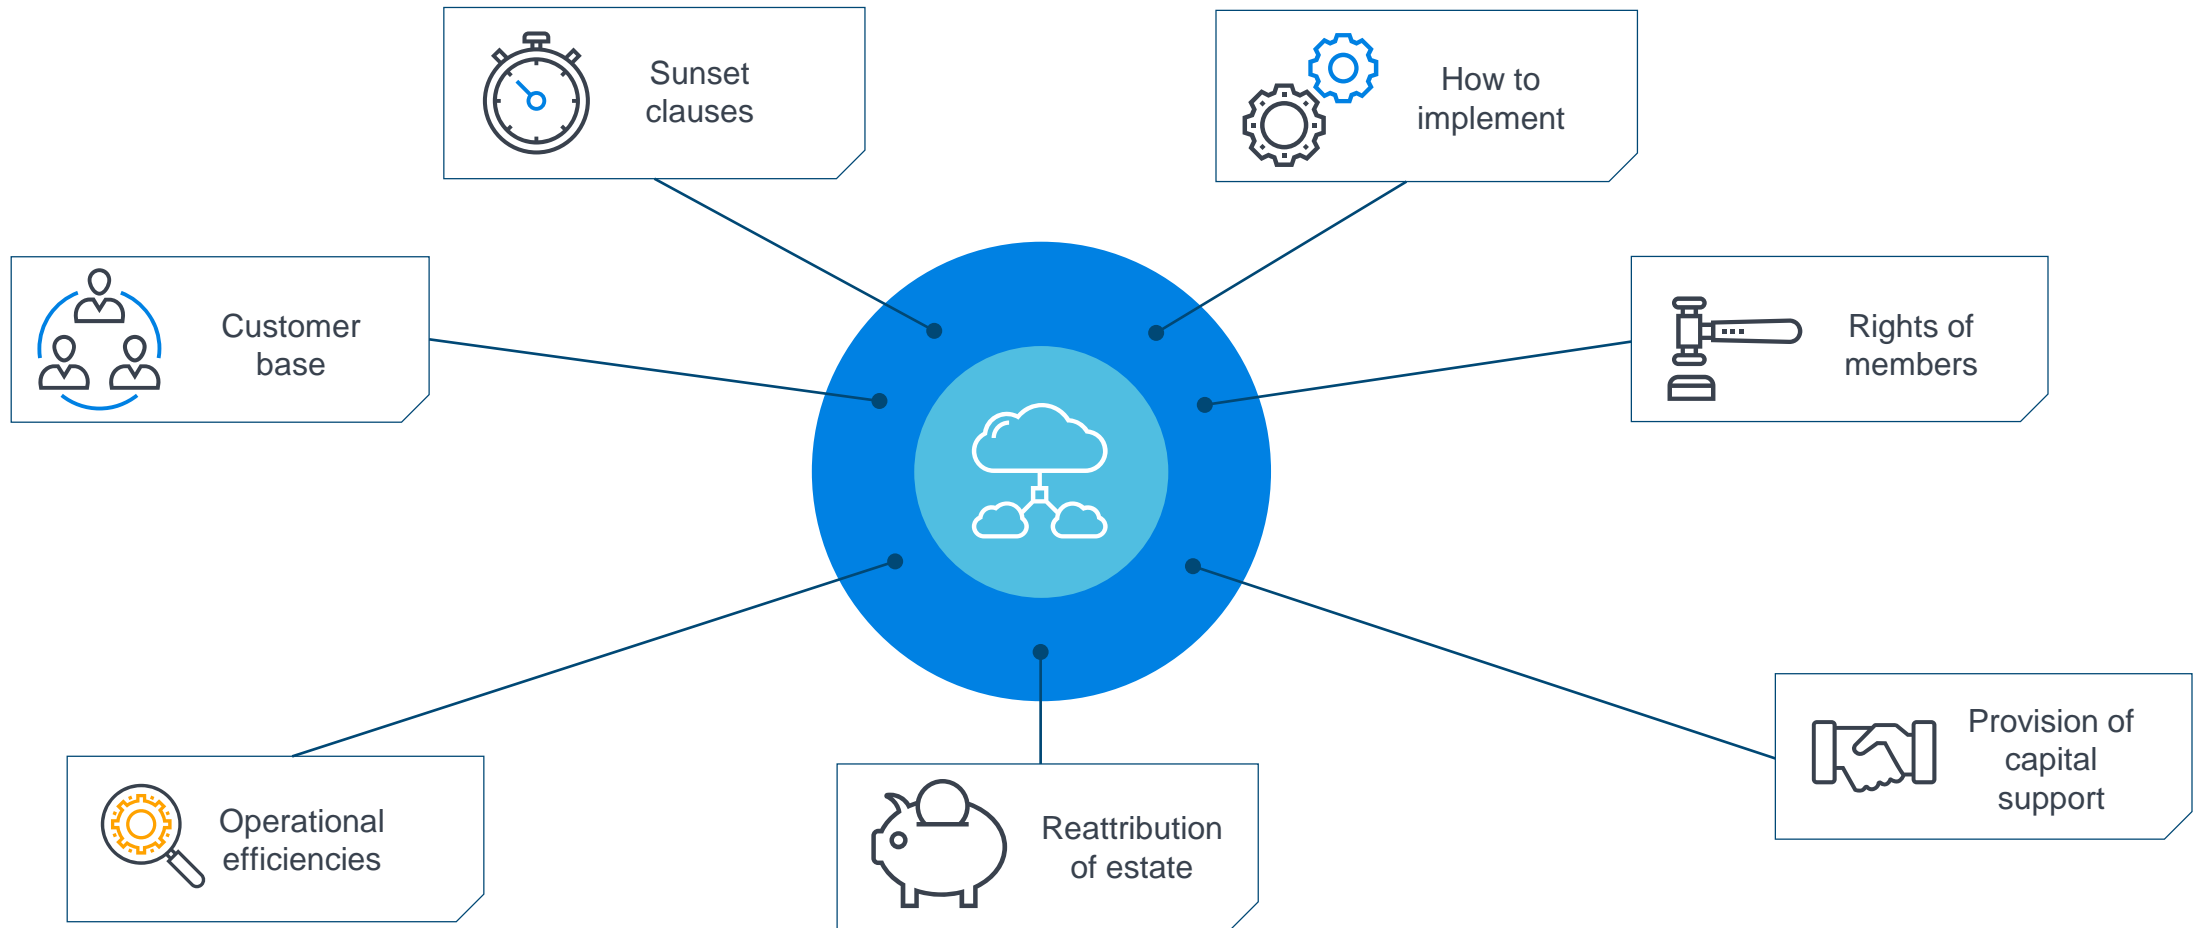 Sunset
clauses
How to
implement
Customer
base
Rights of
members
Operational
efficiencies
Reattribution
of estate
Provision of
capital
support